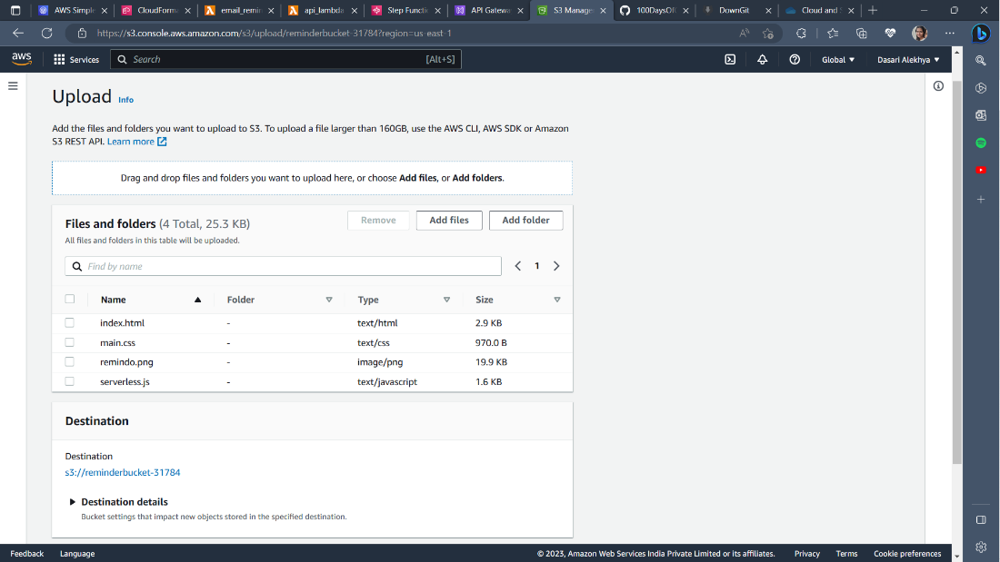 AWS Simple
CloudForma
email_remin
api_lambda
Step Functi
API Gatewa
S3 Manage
100DaysOf
DownGit
Cloud and
https://s3.console.aws.amazon.com/s3/upload/reminderbucket-31784?region=us-east-1
aws
Services
Search
[Alt+S]
Global
Dasari Alekhya
Upload Info
Add the files and folders you want to upload to S3. To upload a file larger than 160GB, use the AWS CLI, AWS SDK or Amazon
S3 REST API. Learn more
Drag and drop files and folders you want to upload here, or choose Add files, or Add folders.
Files and folders (4 Total, 25.3 KB)
Remove
Add files
Add folder
All files and folders in this table will be uploaded.
Find by name
1
Name Folder Type Size
index.html - text/html 2.9 KB
main.css - text/css 970.0 B
remindo.png - image/png 19.9 KB
serverless.js - text/javascript 1.6 KB
Destination
Destination
s3://reminderbucket-31784
Destination details
Bucket settings that impact new objects stored in the specified destination.
Feedback Language © 2023, Amazon Web Services India Private Limited or its affiliates. Privacy Terms Cookie preferences